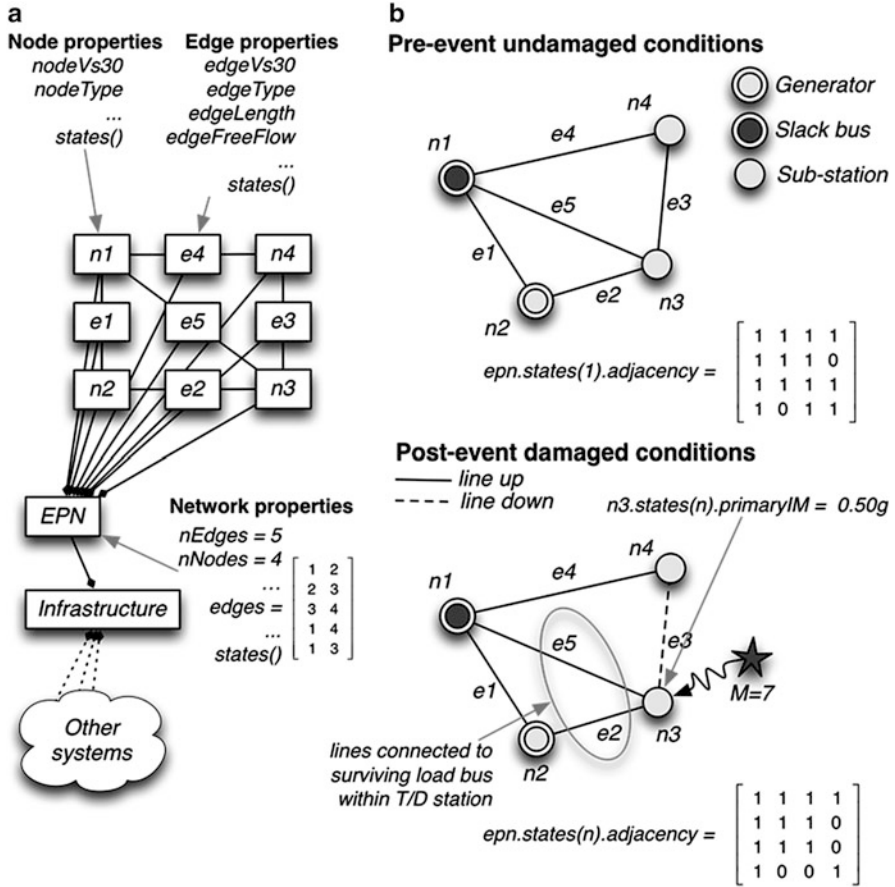 a
Node properties
nodeVs30
nodeType
...
states()
Edge properties
edgeVs30
edgeType
edgeLength
edgeFreeFlow
...
states()
n1 e4 n4
e1 e5 e3
n2 e2 n3
EPN
Network properties
nEdges = 5
nNodes = 4
...
edges =
...
states()
1 2
2 3
3 4
1 4
1 3
Infrastructure
Other
systems
b
Pre-event undamaged conditions
Generator
Slack bus
Sub-station
n4
n1
e4
e5
e3
e1
e2
n3
n2
epn.states(1).adjacency =
1 1 1 1
1 1 1 0
1 1 1 1
1 0 1 1
Post-event damaged conditions
line up
line down
n3.states(n).primaryIM = 0.50g
n4
n1
e4
e5
e3
e1
M=7
e2
n3
n2
lines connected to
surviving load bus
within T/D station
epn.states(n).adjacency =
1 1 1 1
1 1 1 0
1 1 1 0
1 0 0 1